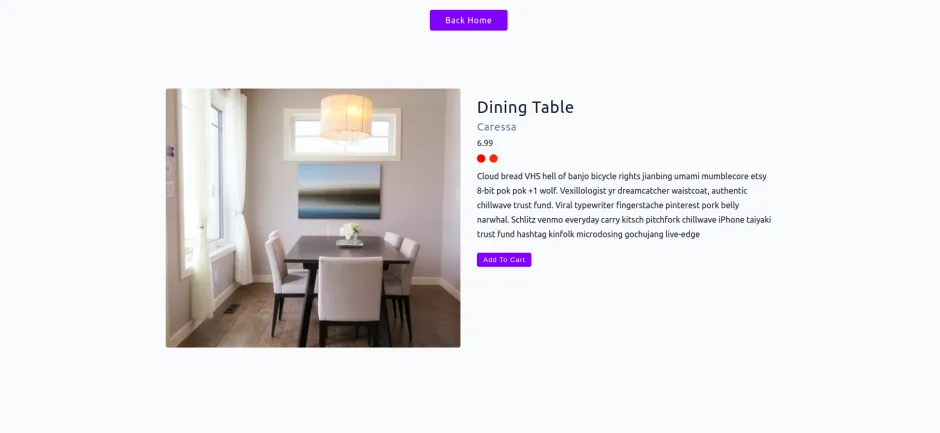 Back Home
Dining Table
Caressa
6.99
Cloud bread VHS hell of banjo bicycle rights jianbing umami mumblecore etsy
8-bit pok pok +1 wolf. Vexillologist yr dreamcatcher waistcoat, authentic
chillwave trust fund. Viral typewriter fingerstache pinterest pork belly
narwhal. Schlitz venmo everyday carry kitsch pitchfork chillwave iPhone taiyaki
trust fund hashtag kinfolk microdosing gochujang live-edge
Add To Cart